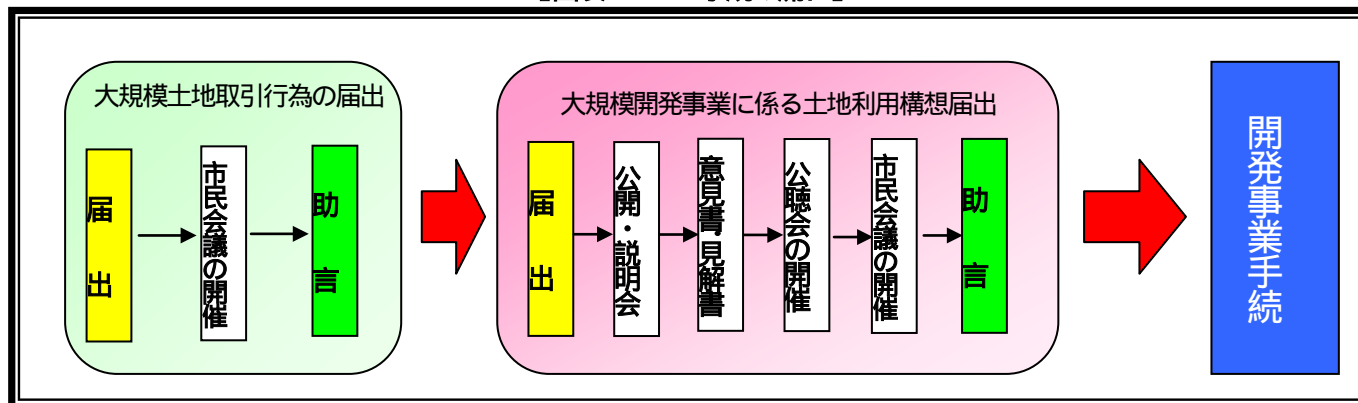 大規模土地取引行為の届出
届出
市民会議の開催
助言
大規模開発事業に係る土地利用構想届出
届出
公開・説明会
意見書・見解書
公聴会の開催
市民会議の開催
助言
開発事業手続